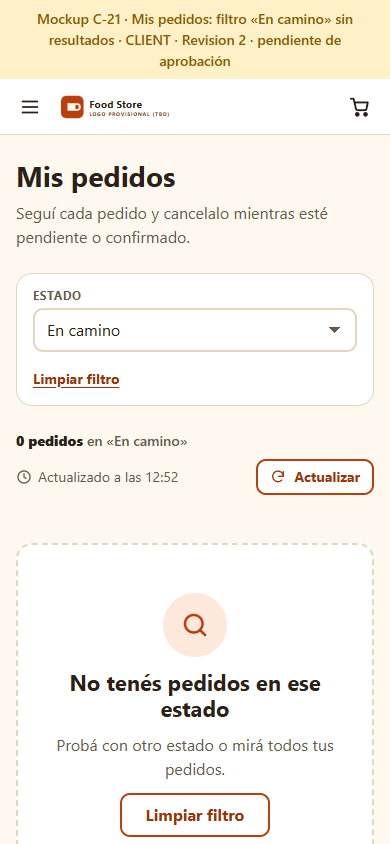 Mockup C-21 · Mis pedidos: filtro «En camino» sin
resultados · CLIENT · Revision 2 · pendiente de
aprobación
Food Store
LOGO PROVISIONAL (TBD)
Mis pedidos
Seguí cada pedido y cancelalo mientras esté
pendiente o confirmado.
ESTADO
En camino
Limpiar filtro
0 pedidos en «En camino»
Actualizado a las 12:52
Actualizar
No tenés pedidos en ese
estado
Probá con otro estado o mirá todos tus
pedidos.
Limpiar filtro